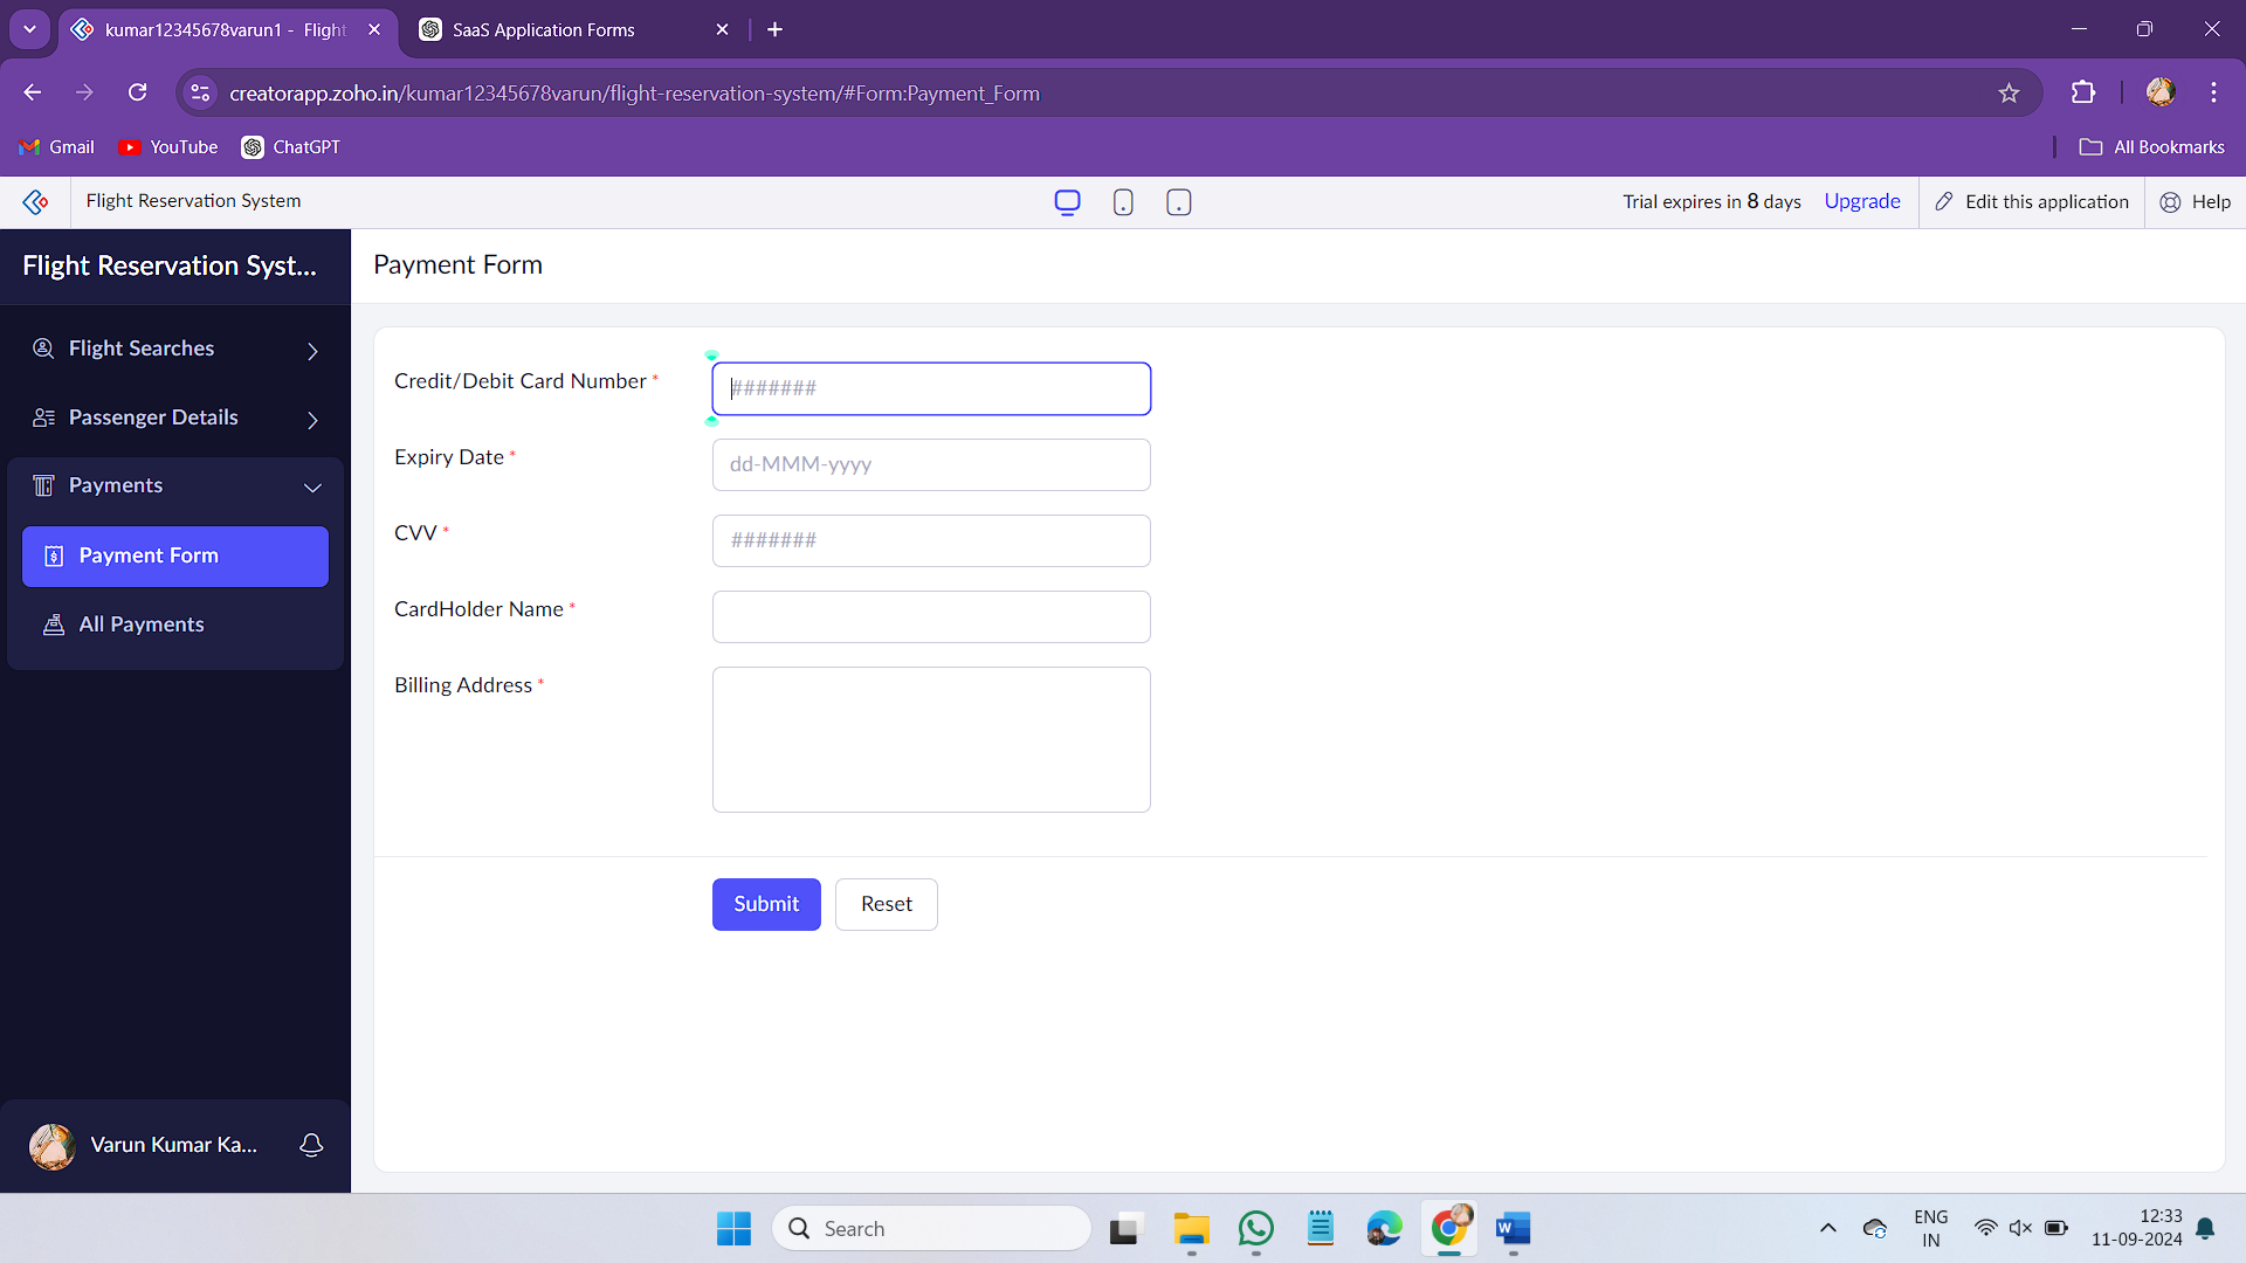 kumar12345678varun1 - Flight
SaaS Application Forms
creatorapp.zoho.in/kumar12345678varun/flight-reservation-system/#Form:Payment_Form
Gmail
YouTube
ChatGPT
All Bookmarks
Flight Reservation System
Trial expires in 8 days
Upgrade
Edit this application
Help
Flight Reservation Syst...
Payment Form
Flight Searches
Passenger Details
Payments
Payment Form
All Payments
Credit/Debit Card Number *
#######
Expiry Date *
dd-MMM-yyyy
CVV *
#######
CardHolder Name *
Billing Address *
Submit
Reset
Varun Kumar Ka...
Search
ENG
IN
12:33
11-09-2024